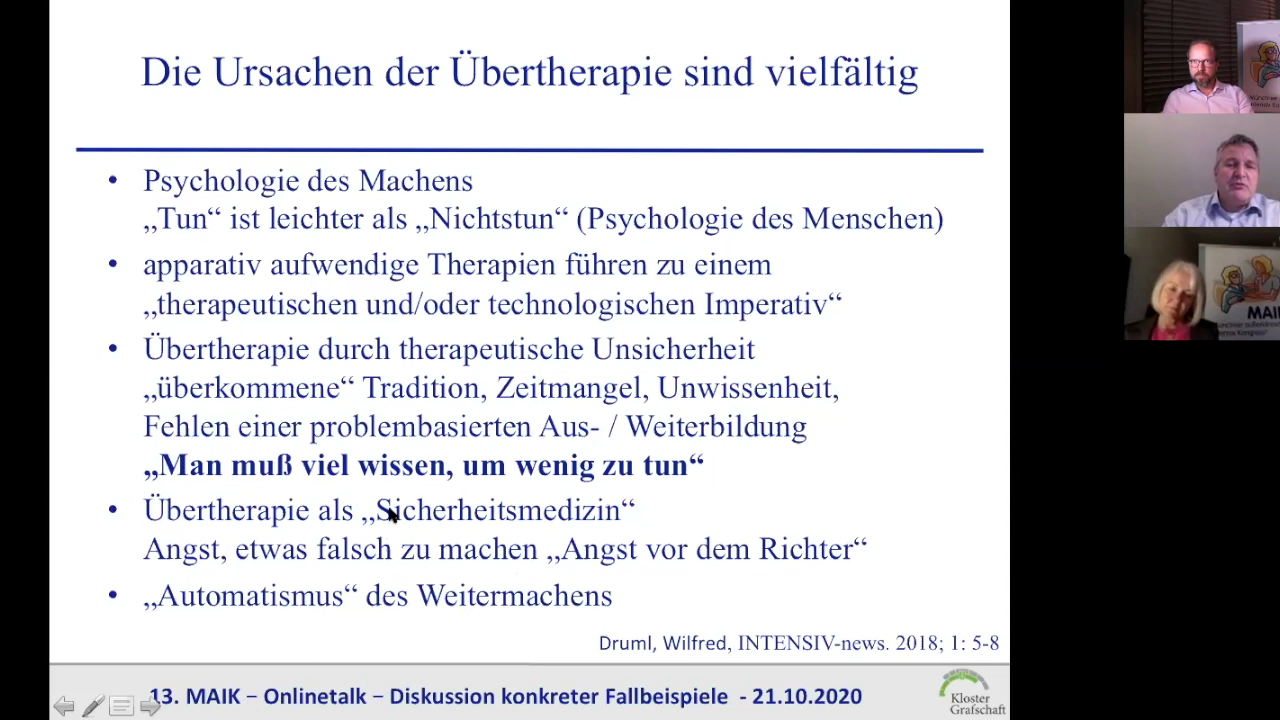 Die Ursachen der Übertherapie sind vielfältig
• Psychologie des Machens
„Tun“ ist leichter als „Nichtstun“ (Psychologie des Menschen)
• apparativ aufwendige Therapien führen zu einem
„therapeutischen und/oder technologischen Imperativ“
• Übertherapie durch therapeutische Unsicherheit
„überkommene“ Tradition, Zeitmangel, Unwissenheit,
Fehlen einer problembasierten Aus- / Weiterbildung
„Man muß viel wissen, um wenig zu tun“
• Übertherapie als „Sicherheitsmedizin“
Angst, etwas falsch zu machen „Angst vor dem Richter“
• „Automatismus“ des Weitermachens
Druml, Wilfred, INTENSIV-news. 2018; 1: 5-8
13. MAIK – Onlinetalk – Diskussion konkreter Fallbeispiele - 21.10.2020
Kloster
Grafschaft